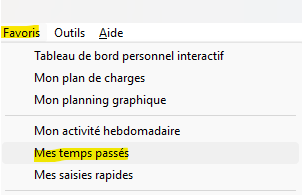 Favoris Outils Aide
Tableau de bord personnel interactif
Mon plan de charges
Mon planning graphique
Mon activité hebdomadaire
Mes temps passés
Mes saisies rapides